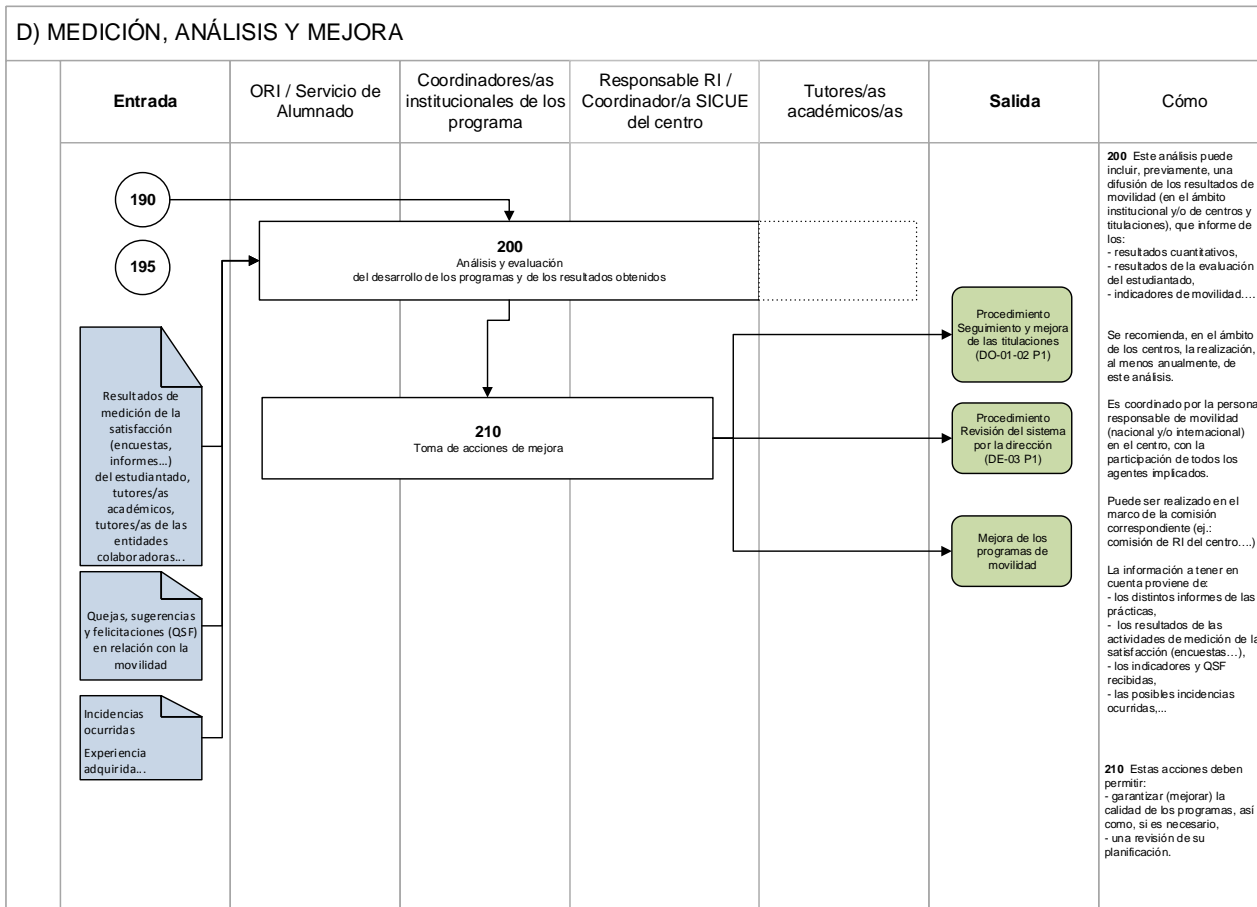 D) MEDICIÓN, ANÁLISIS Y MEJORA
Entrada
ORI / Servicio de
Alumnado
Coordinadores/as
institucionales de los
programa
Responsable RI /
Coordinador/a SICUE
del centro
Tutores/as
académicos/as
Salida
Cómo
190
195
200
Análisis y evaluación
del desarrollo de los programas y de los resultados obtenidos
210
Toma de acciones de mejora
Resultados de
medición de la
satisfacción
(encuestas,
informes...)
del estudiantado,
tutores/as
académicos,
tutores/as de las
entidades
colaboradoras...
Quejas, sugerencias
y felicitaciones (QSF)
en relación con la
movilidad
Incidencias
ocurridas
Experiencia
adquirida...
Procedimiento
Seguimiento y mejora
de las titulaciones
(DO-01-02 P1)
Procedimiento
Revisión del sistema
por la dirección
(DE-03 P1)
Mejora de los
programas de
movilidad
200 Este análisis puede
incluir, previamente, una
difusión de los resultados de
movilidad (en el ámbito
institucional y/o de centros y
titulaciones), que informe de
los:
- resultados cuantitativos,
- resultados de la evaluación
del estudiantado,
- indicadores de movilidad....
Se recomienda, en el ámbito
de los centros, la realización,
al menos anualmente, de
este análisis.
Es coordinado por la persona
responsable de movilidad
(nacional y/o internacional)
en el centro, con la
participación de todos los
agentes implicados.
Puede ser realizado en el
marco de la comisión
correspondiente (ej.:
comisión de RI del centro....)
La información a tener en
cuenta proviene de:
- los distintos informes de las
prácticas,
- los resultados de las
actividades de medición de la
satisfacción (encuestas...),
- los indicadores y QSF
recibidas,
- las posibles incidencias
ocurridas,...
210 Estas acciones deben
permitir:
- garantizar (mejorar) la
calidad de los programas, así
como, si es necesario,
- una revisión de su
planificación.